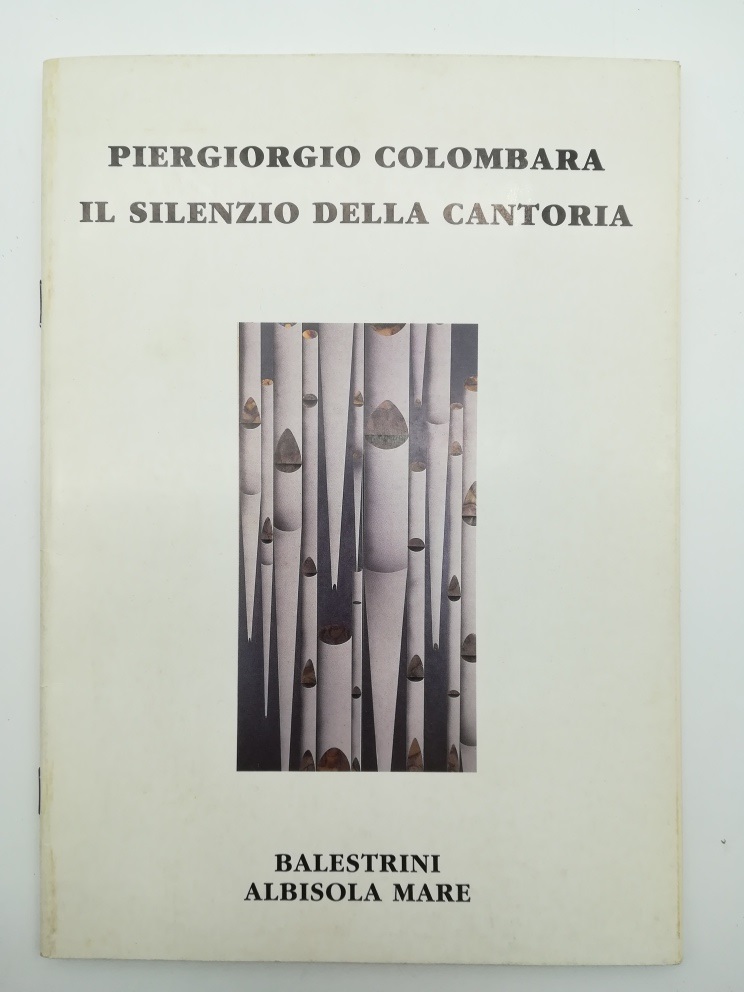 PIERGIORGIO COLOMBARA
IL SILENZIO DELLA CANTORIA
BALESTRINI
ALBISOLA MARE